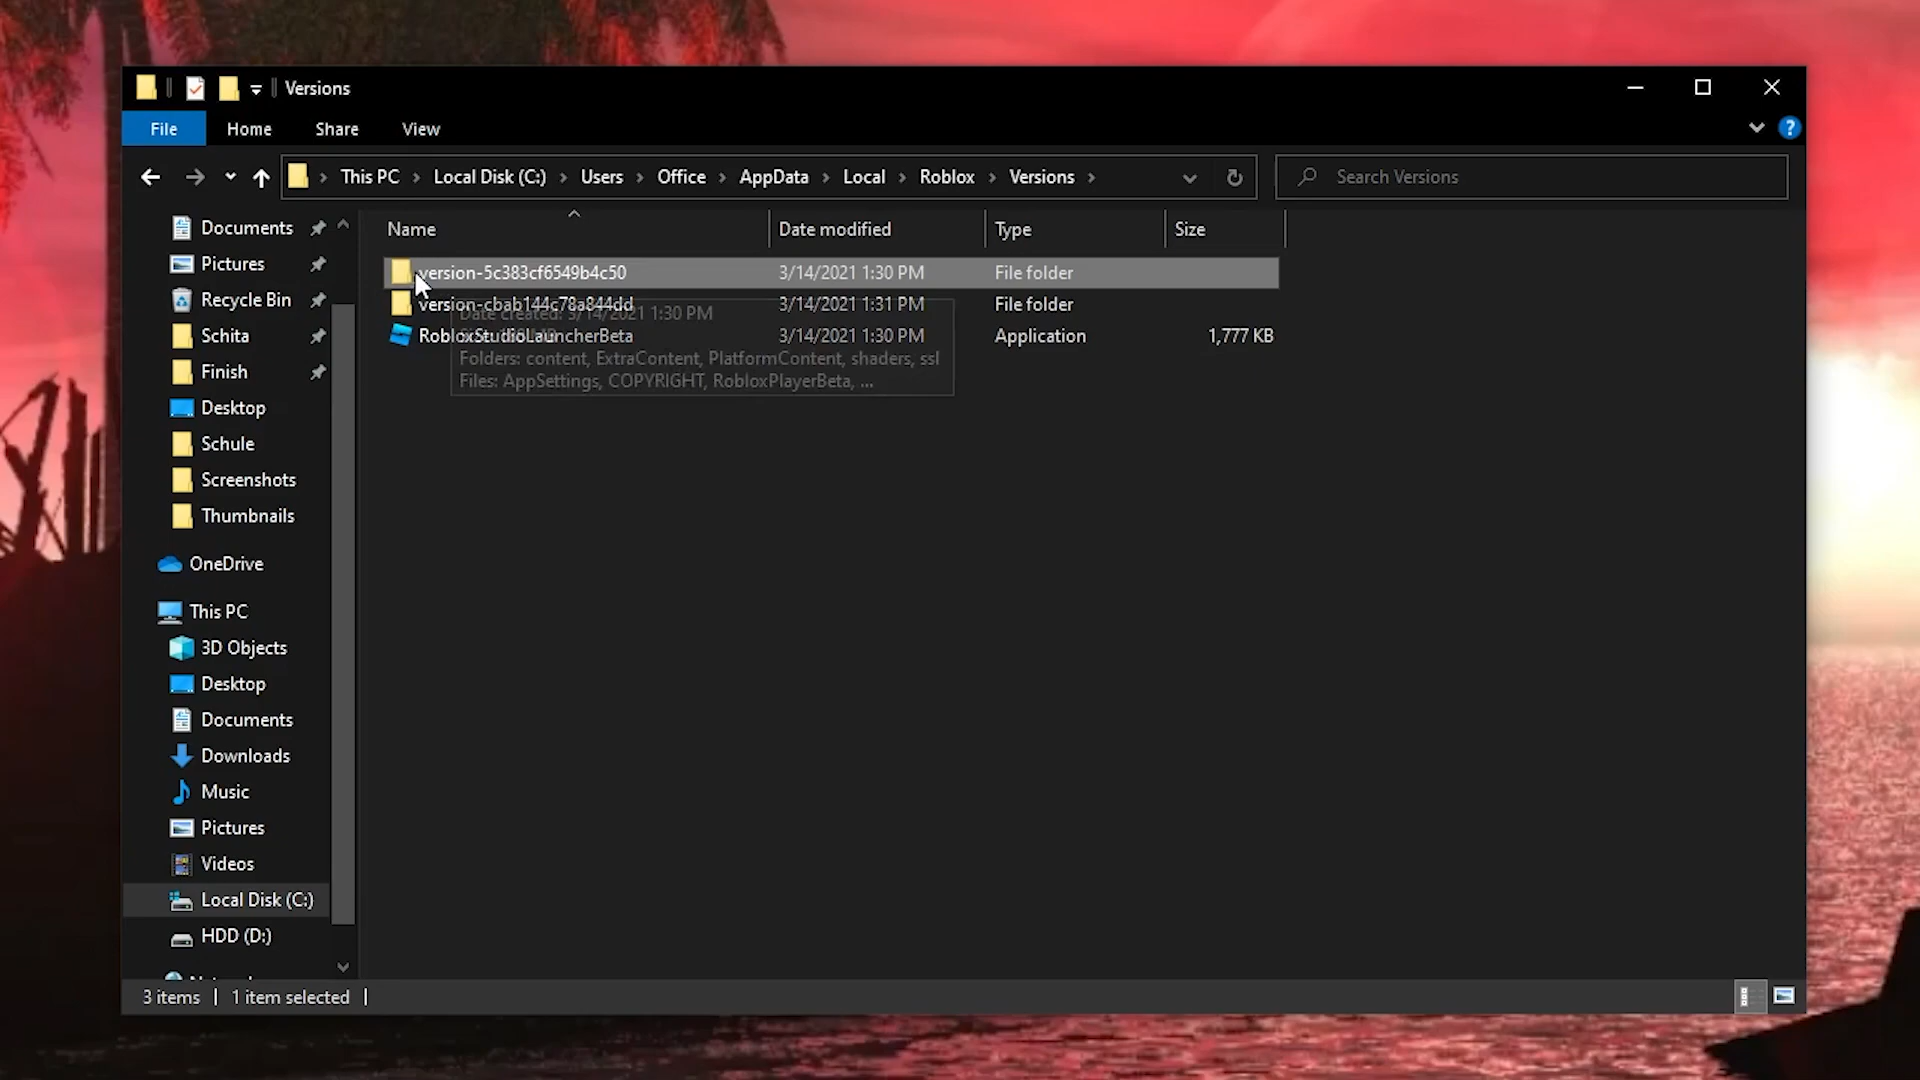 Versions
File Home Share View
This PC Local Disk (C:) Users Office AppData Local Roblox Versions
Search Versions
Name Date modified Type Size
version-5c383cf6549b4c50 3/14/2021 1:30 PM File folder
version-cbab144c78a844dd 3/14/2021 1:31 PM File folder
Date created: 3/14/2021 1:30 PM
RobloxStudioLauncherBeta 3/14/2021 1:30 PM Application 1,777 KB
Folders: content, ExtraContent, PlatformContent, shaders, ssl
Files: AppSettings, COPYRIGHT, RobloxPlayerBeta, ...
Documents
Pictures
Recycle Bin
Schita
Finish
Desktop
Schule
Screenshots
Thumbnails
OneDrive
This PC
3D Objects
Desktop
Documents
Downloads
Music
Pictures
Videos
Local Disk (C:)
HDD (D:)
3 items 1 item selected